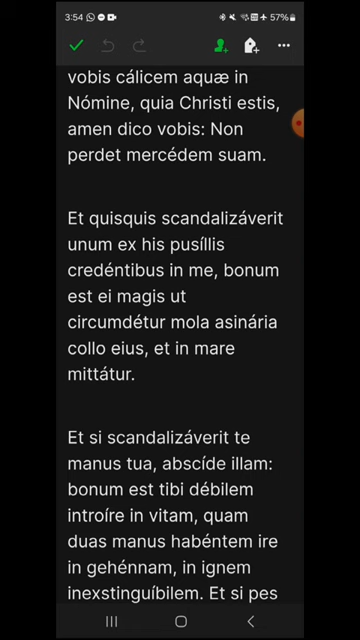 3:54
57%
vobis cálicem aquæ in
Nómine, quia Christi estis,
amen dico vobis: Non
perdet mercédem suam.
Et quisquis scandalizáverit
unum ex his pusíllis
credéntibus in me, bonum
est ei magis ut
circumdétur mola asinária
collo eius, et in mare
mittátur.
Et si scandalizáverit te
manus tua, abscíde illam:
bonum est tibi débilem
introíre in vitam, quam
duas manus habéntem ire
in gehénnam, in ignem
inexstinguíbilem. Et si pes